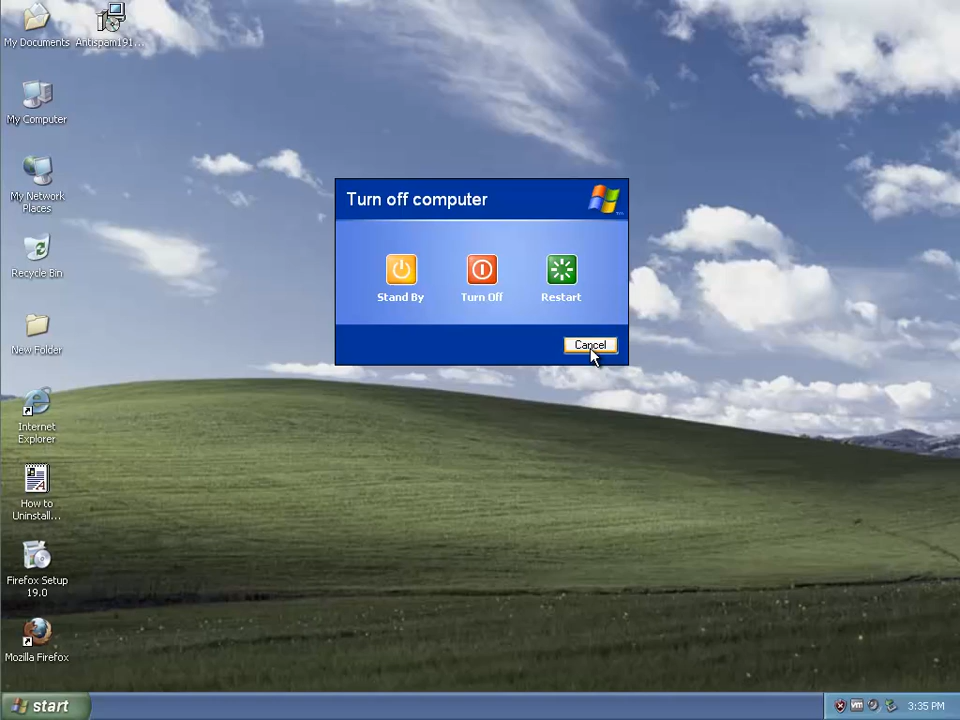 My Documents
Antispam191...
My Computer
My Network
Places
Recycle Bin
New Folder
Internet
Explorer
How to
Uninstall...
Firefox Setup
19.0
Mozilla Firefox
Turn off computer
Stand By
Turn Off
Restart
Cancel
start
vm
3:35 PM